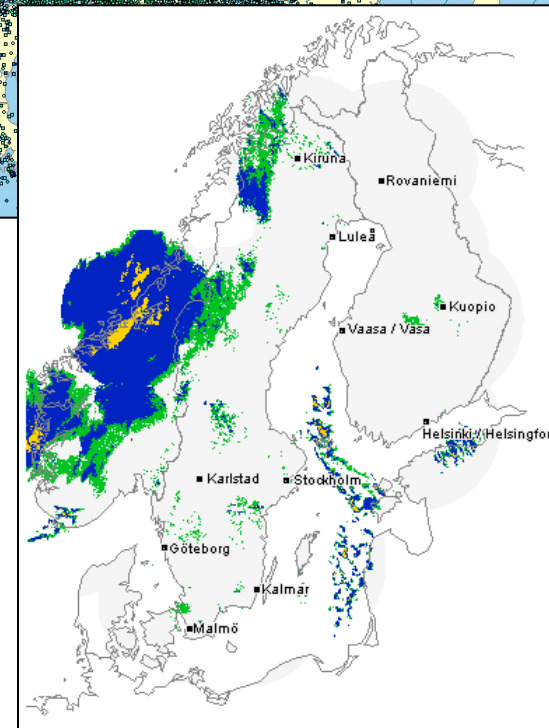 Kiruna
Rovaniemi
Luleå
Kuopio
Vaasa / Vasa
Helsinki / Helsingfor
Karlstad
Stockholm
Göteborg
Kalmar
Malmö